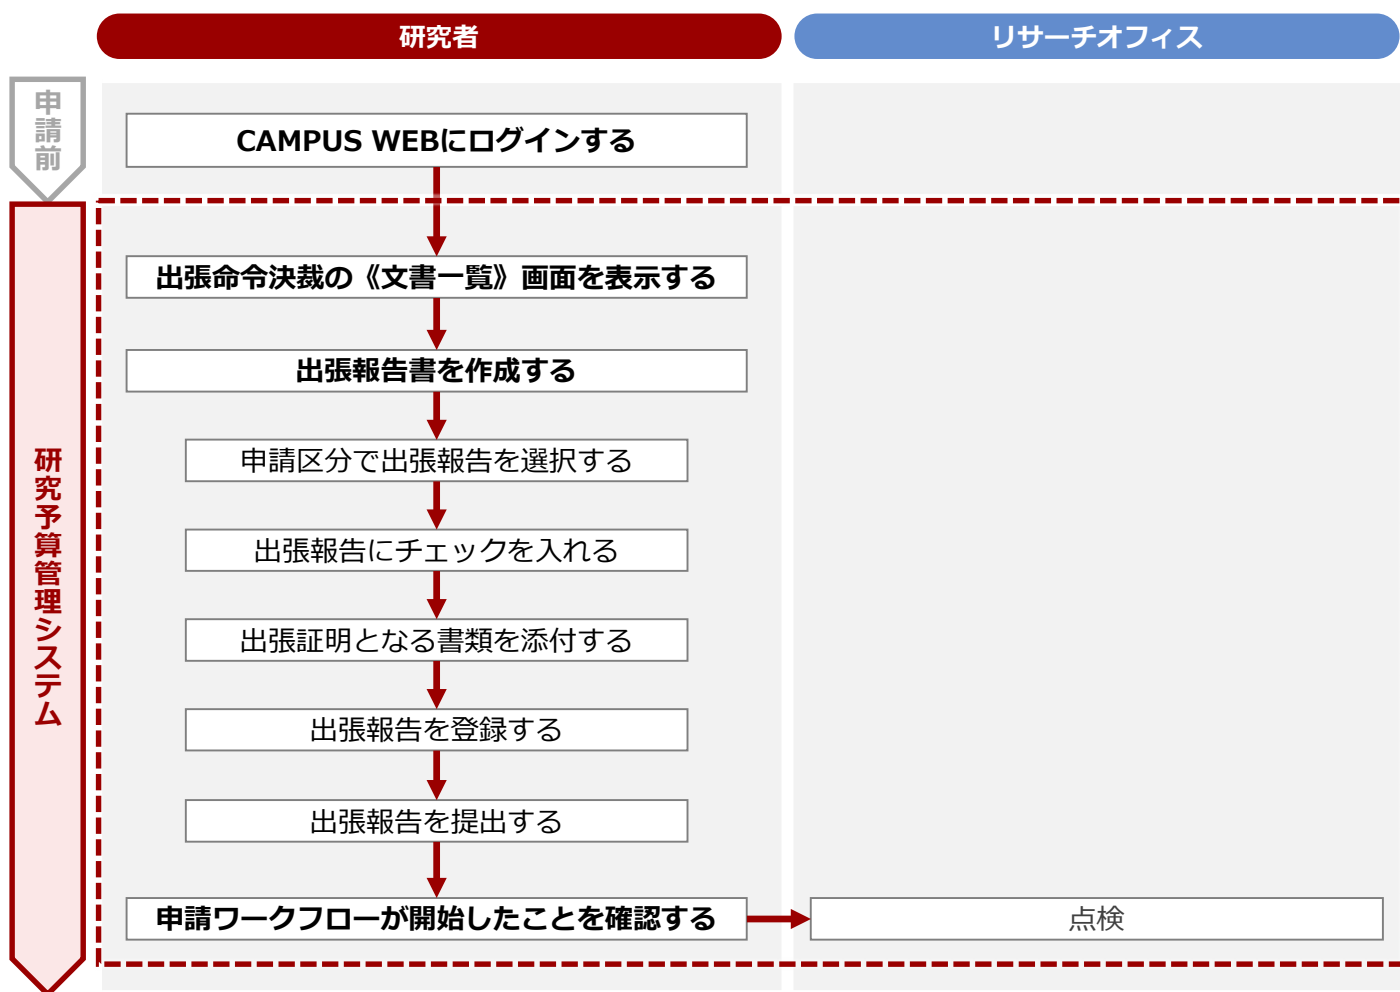 研究者
リサーチオフィス
申請前
CAMPUS WEBにログインする
研究予算管理システム
出張命令決裁の《文書一覧》画面を表示する
出張報告書を作成する
申請区分で出張報告を選択する
出張報告にチェックを入れる
出張証明となる書類を添付する
出張報告を登録する
出張報告を提出する
申請ワークフローが開始したことを確認する
点検